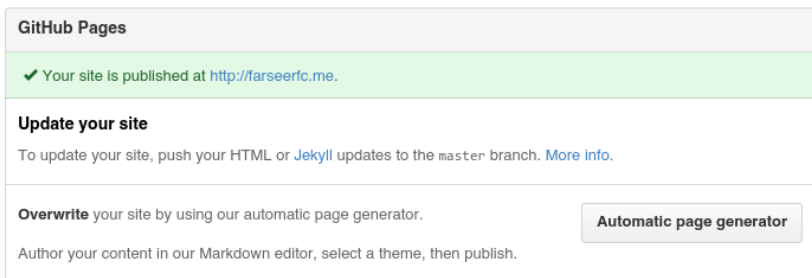 GitHub Pages
✔ Your site is published at http://farseerfc.me.
Update your site
To update your site, push your HTML or Jekyll updates to the master branch. More info.
Overwrite your site by using our automatic page generator.
Automatic page generator
Author your content in our Markdown editor, select a theme, then publish.